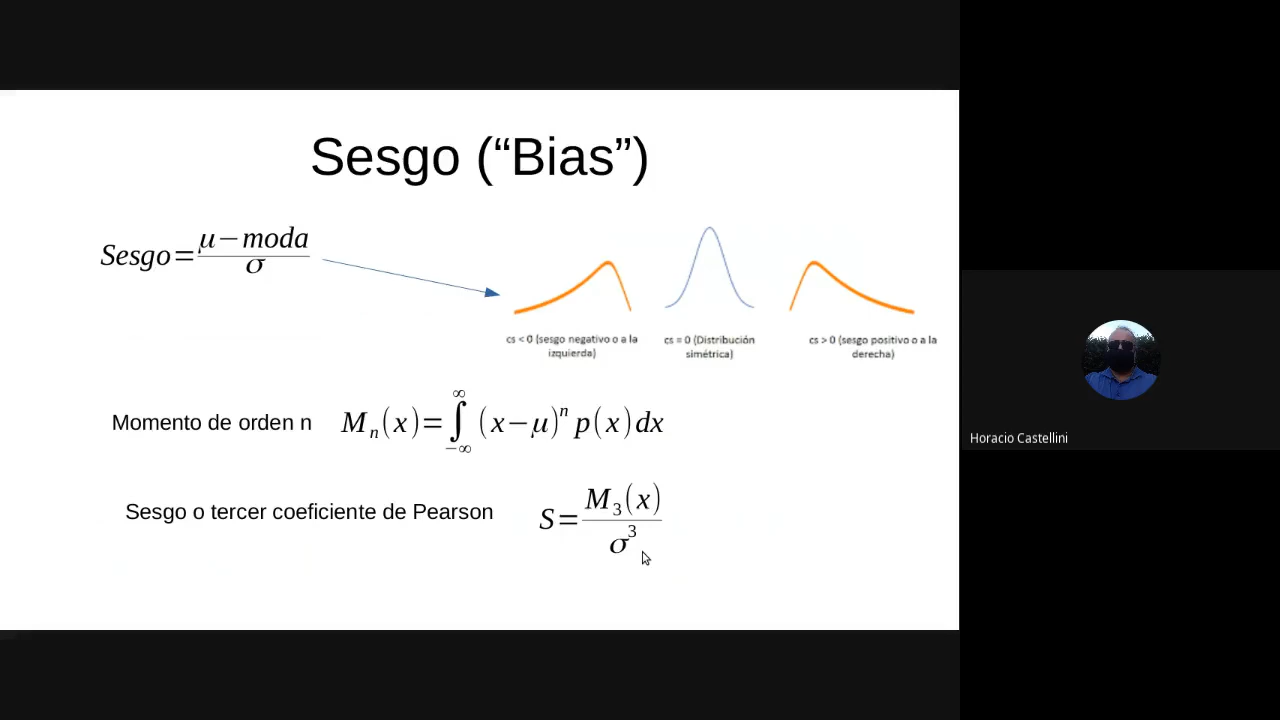 Sesgo (“Bias”)
Sesgo = (μ − moda) / σ
cs < 0 (sesgo negativo o a la
izquierda)
cs = 0 (Distribución
simétrica)
cs > 0 (sesgo positivo o a la
derecha)
Momento de orden n M_n(x) = ∫_{−∞}^{∞} (x − μ)^n p(x) dx
Sesgo o tercer coeficiente de Pearson S = M_3(x) / σ^3
Horacio Castellini